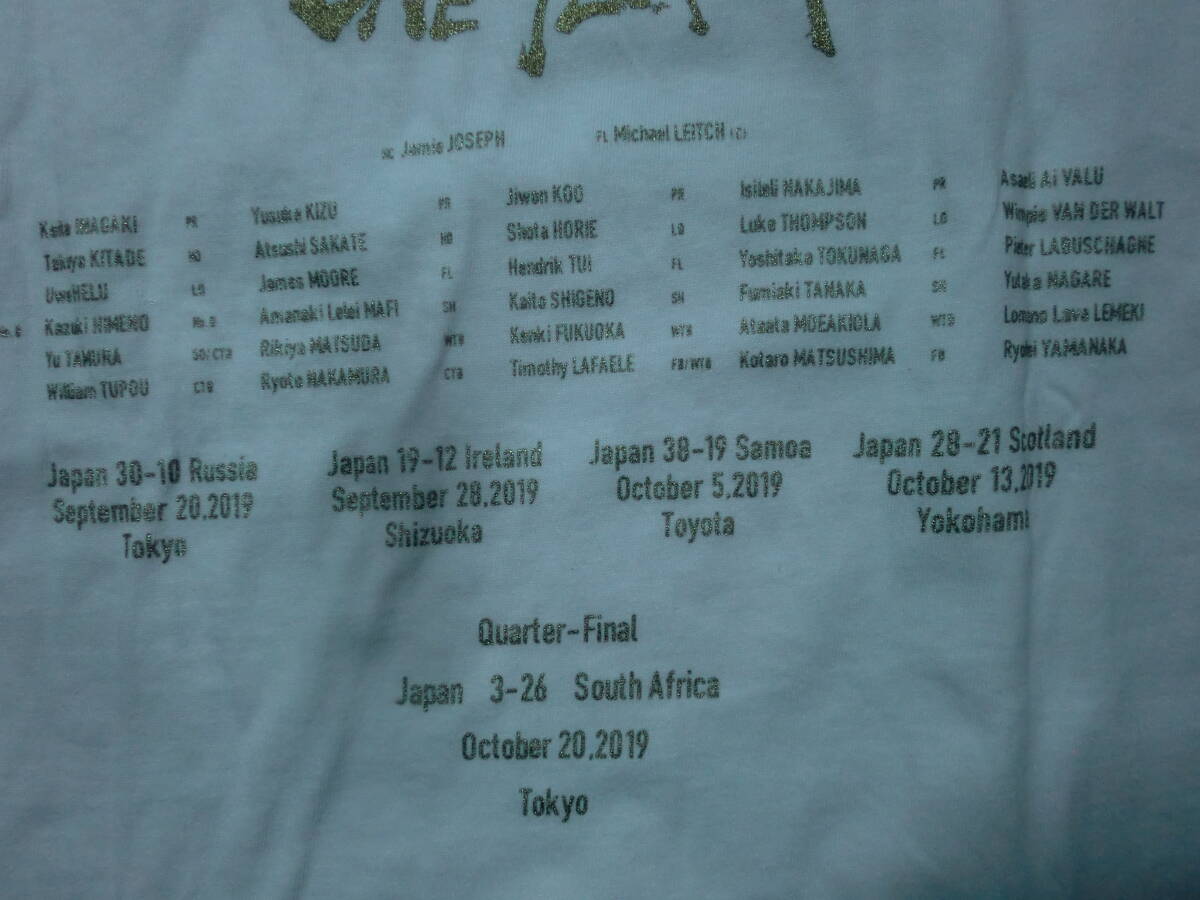 ONE TEAM
HC Jamie JOSEPH FL Michael LEITCH (C)
Keita INAGAKI PR Yusuke KIZU PR Jiwon KOO PR Isileli NAKAJIMA PR Asaeli Ai VALU
Takuya KITADE HO Atsushi SAKATE HO Shota HORIE LO Luke THOMPSON LO Wimpie VAN DER WALT
UweHELU LO James MOORE FL Hendrik TUI FL Yoshitaka TOKUNAGA FL Pieter LABUSCHAGNE
No.8 Kazuki HIMENO No.8 Amanaki Lelei MAFI SH Kaito SHIGENO SH Fumiaki TANAKA SH Yutaka NAGARE
Yu TAMURA SO/CTB Rikiya MATSUDA WTB Kenki FUKUOKA WTB Ataata MOEAKIOLA WTB Lomano Lava LEMEKI
William TUPOU CTB Ryoto NAKAMURA CTB Timothy LAFAELE FB/WTB Kotaro MATSUSHIMA FB Ryohei YAMANAKA
Japan 30-10 Russia
September 20.2019
Tokyo
Japan 19-12 Ireland
September 28.2019
Shizuoka
Japan 38-19 Samoa
October 5.2019
Toyota
Japan 28-21 Scotland
October 13.2019
Yokohama
Quarter-Final
Japan 3-26 South Africa
October 20.2019
Tokyo